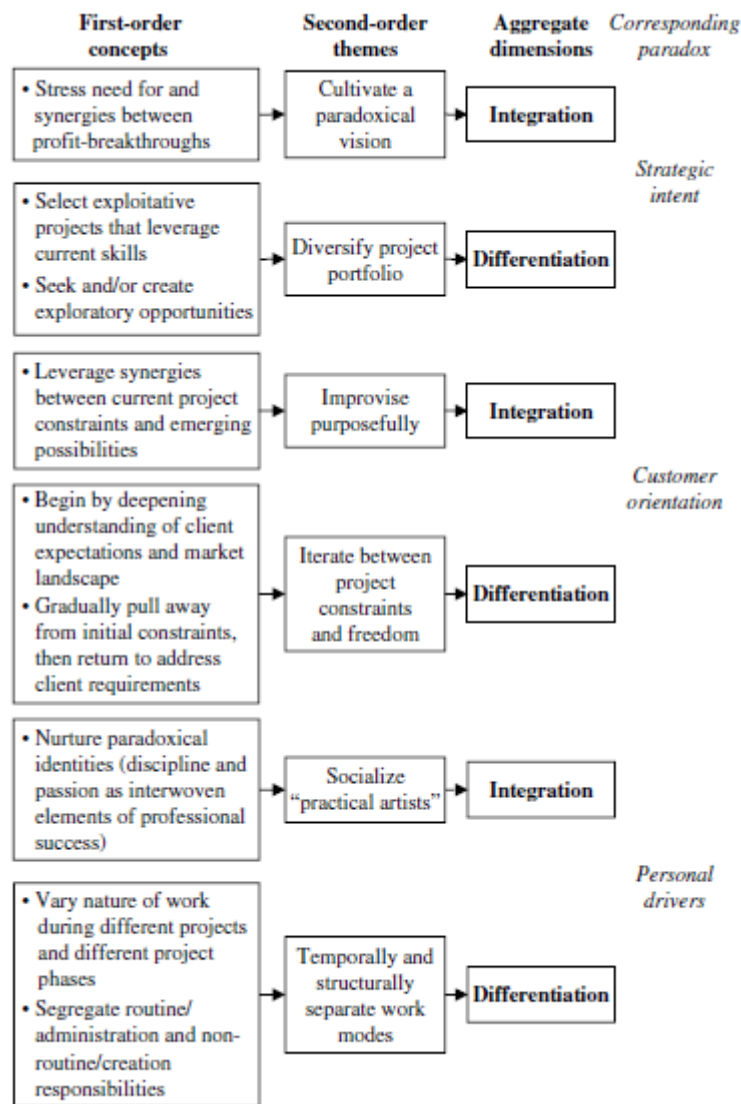 First-order
concepts
Second-order
themes
Aggregate
dimensions
Corresponding
paradox
• Stress need for and
synergies between
profit-breakthroughs
Cultivate a
paradoxical
vision
Integration
Strategic
intent
• Select exploitative
projects that leverage
current skills
• Seek and/or create
exploratory opportunities
Diversify project
portfolio
Differentiation
• Leverage synergies
between current project
constraints and emerging
possibilities
Improvise
purposefully
Integration
Customer
orientation
• Begin by deepening
understanding of client
expectations and market
landscape
• Gradually pull away
from initial constraints,
then return to address
client requirements
Iterate between
project
constraints
and freedom
Differentiation
• Nurture paradoxical
identities (discipline and
passion as interwoven
elements of professional
success)
Socialize
“practical artists”
Integration
Personal
drivers
• Vary nature of work
during different projects
and different project
phases
• Segregate routine/
administration and non-
routine/creation
responsibilities
Temporally and
structurally
separate work
modes
Differentiation